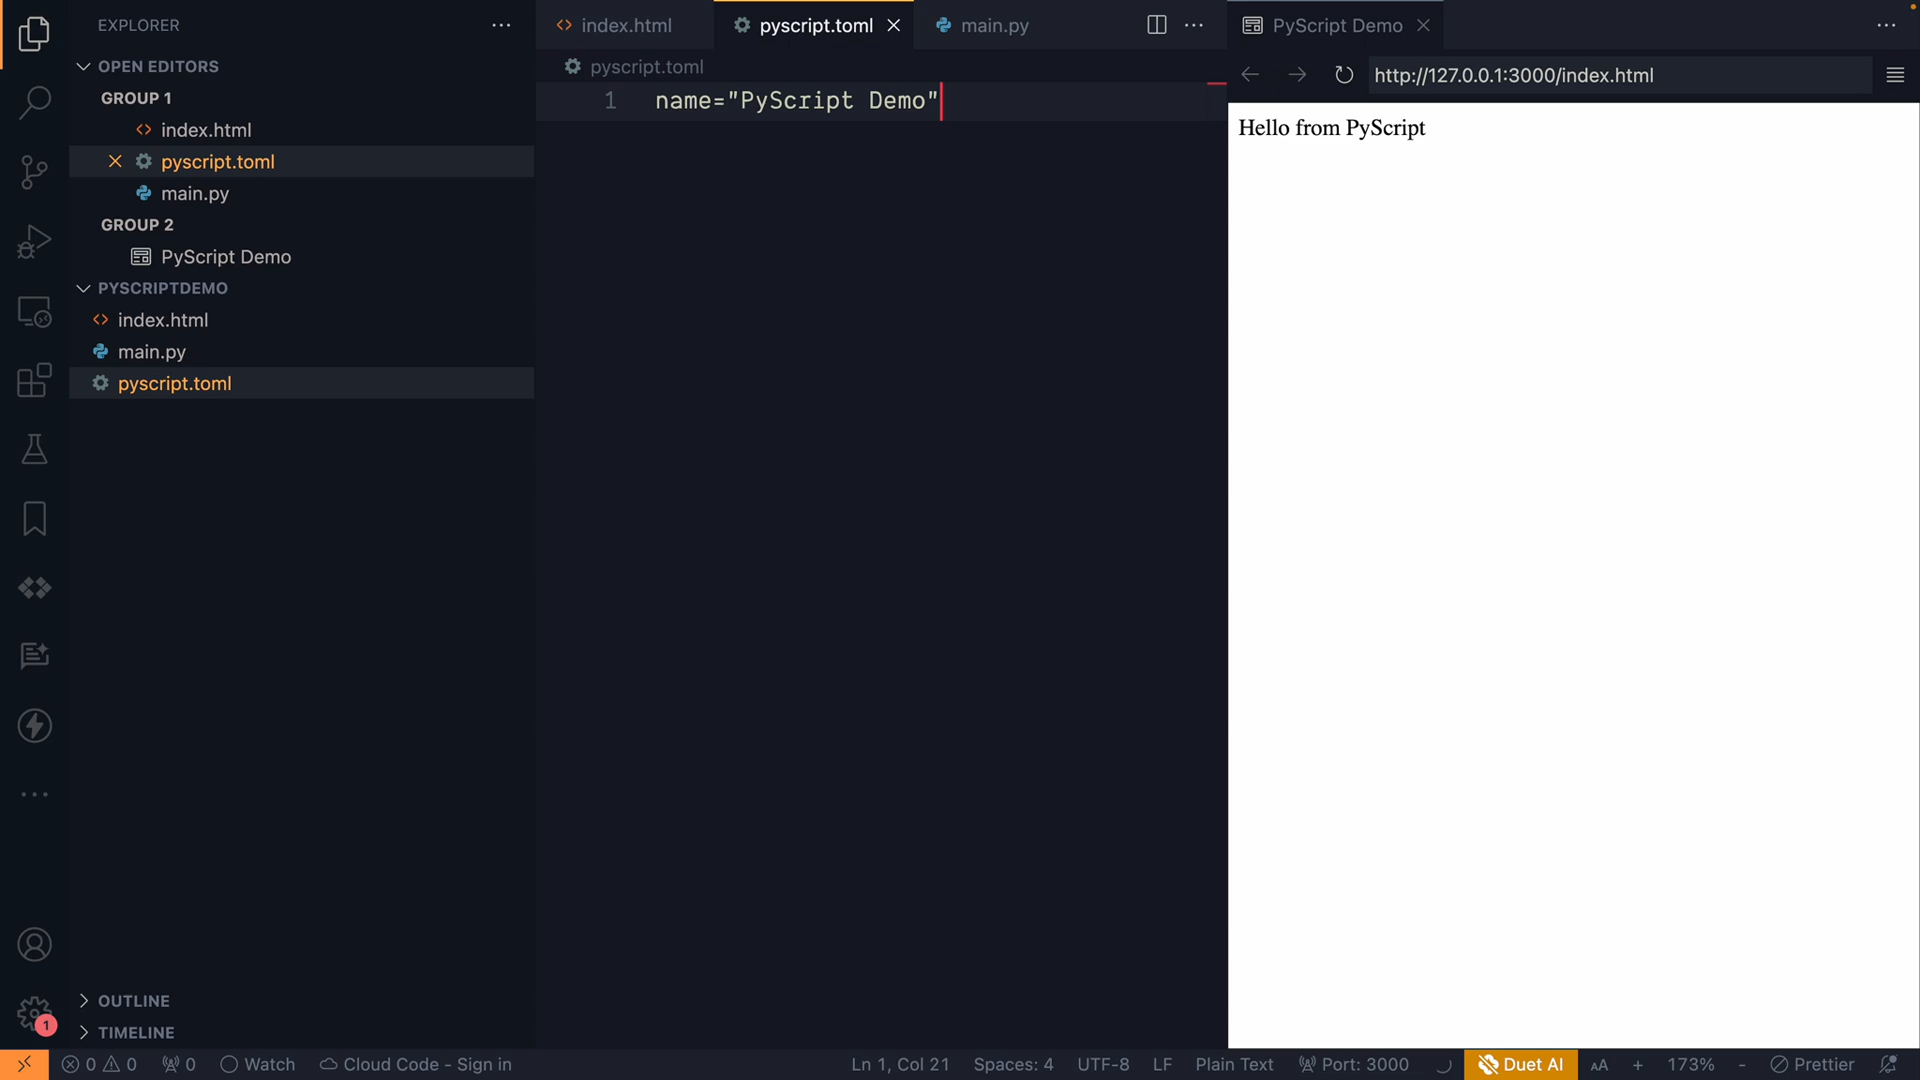 EXPLORER
OPEN EDITORS
GROUP 1
index.html
pyscript.toml
main.py
GROUP 2
PyScript Demo
PYSCRIPTDEMO
index.html
main.py
pyscript.toml
OUTLINE
TIMELINE
1
index.html pyscript.toml main.py
pyscript.toml
1 name="PyScript Demo"
PyScript Demo
http://127.0.0.1:3000/index.html
Hello from PyScript
0 0 0 Watch Cloud Code - Sign in Ln 1, Col 21 Spaces: 4 UTF-8 LF Plain Text Port: 3000 Duet AI AA + 173% - Prettier